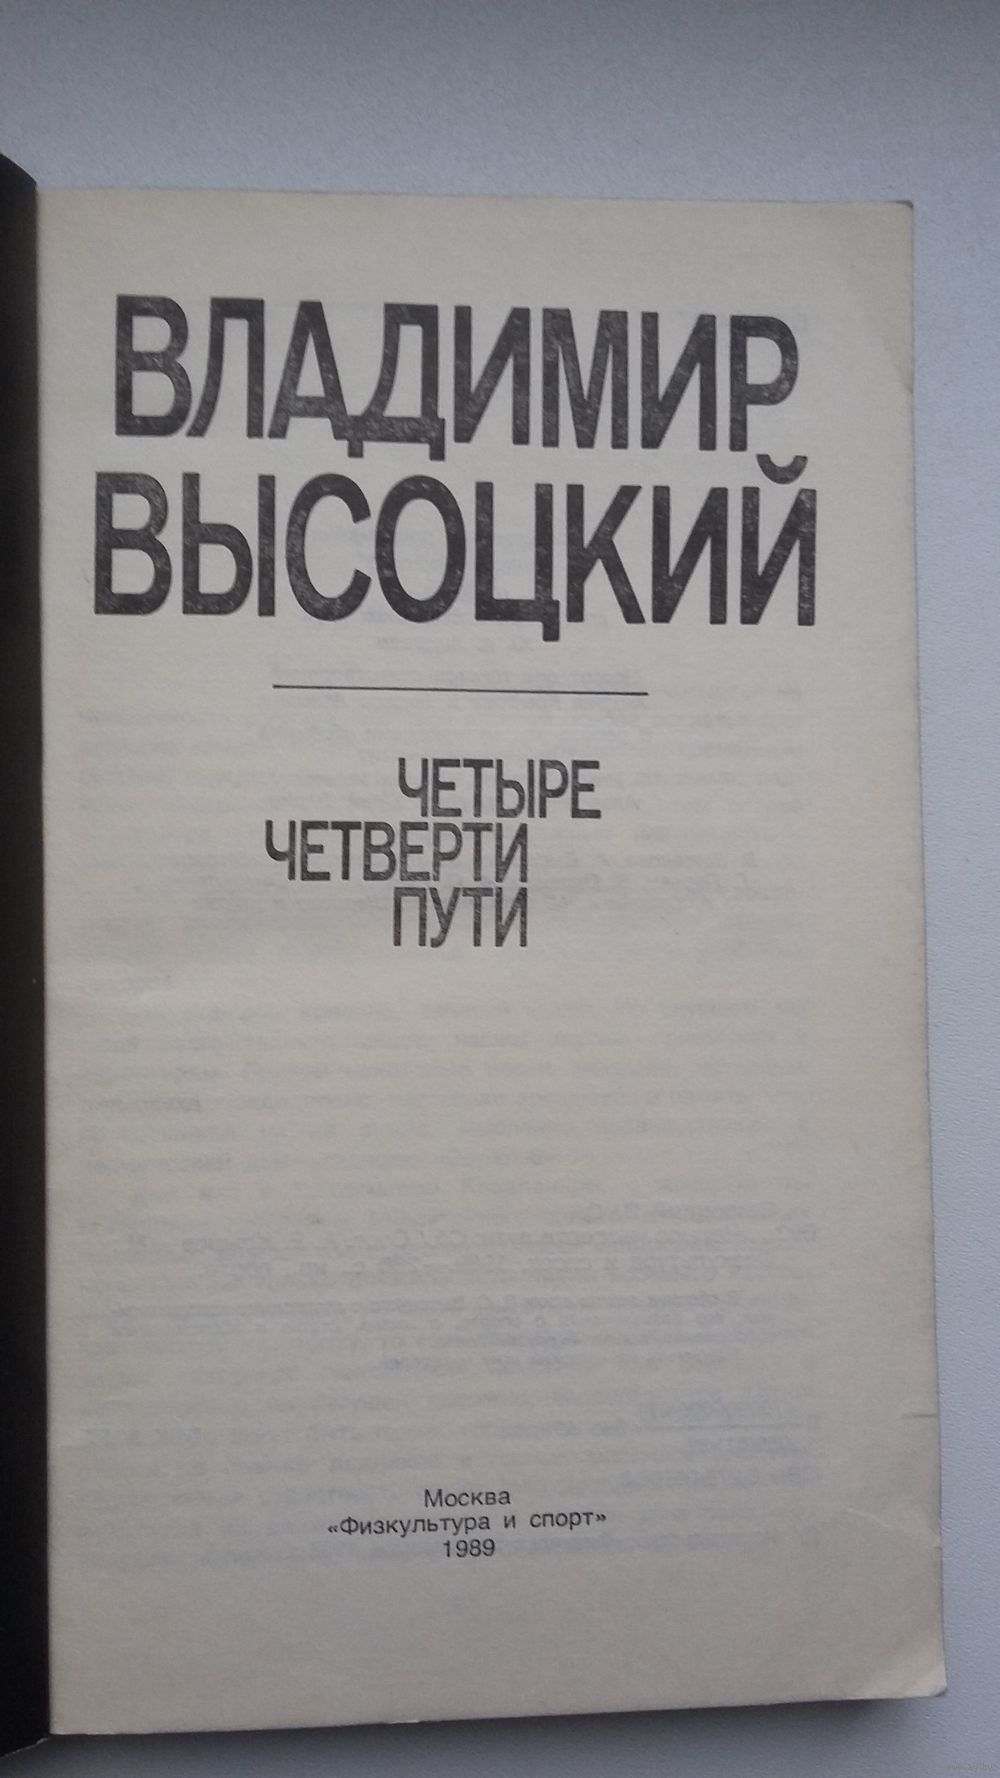 ВЛАДИМИР
ВЫСОЦКИЙ
ЧЕТЫРЕ
ЧЕТВЕРТИ
ПУТИ
Москва
«Физкультура и спорт»
1989